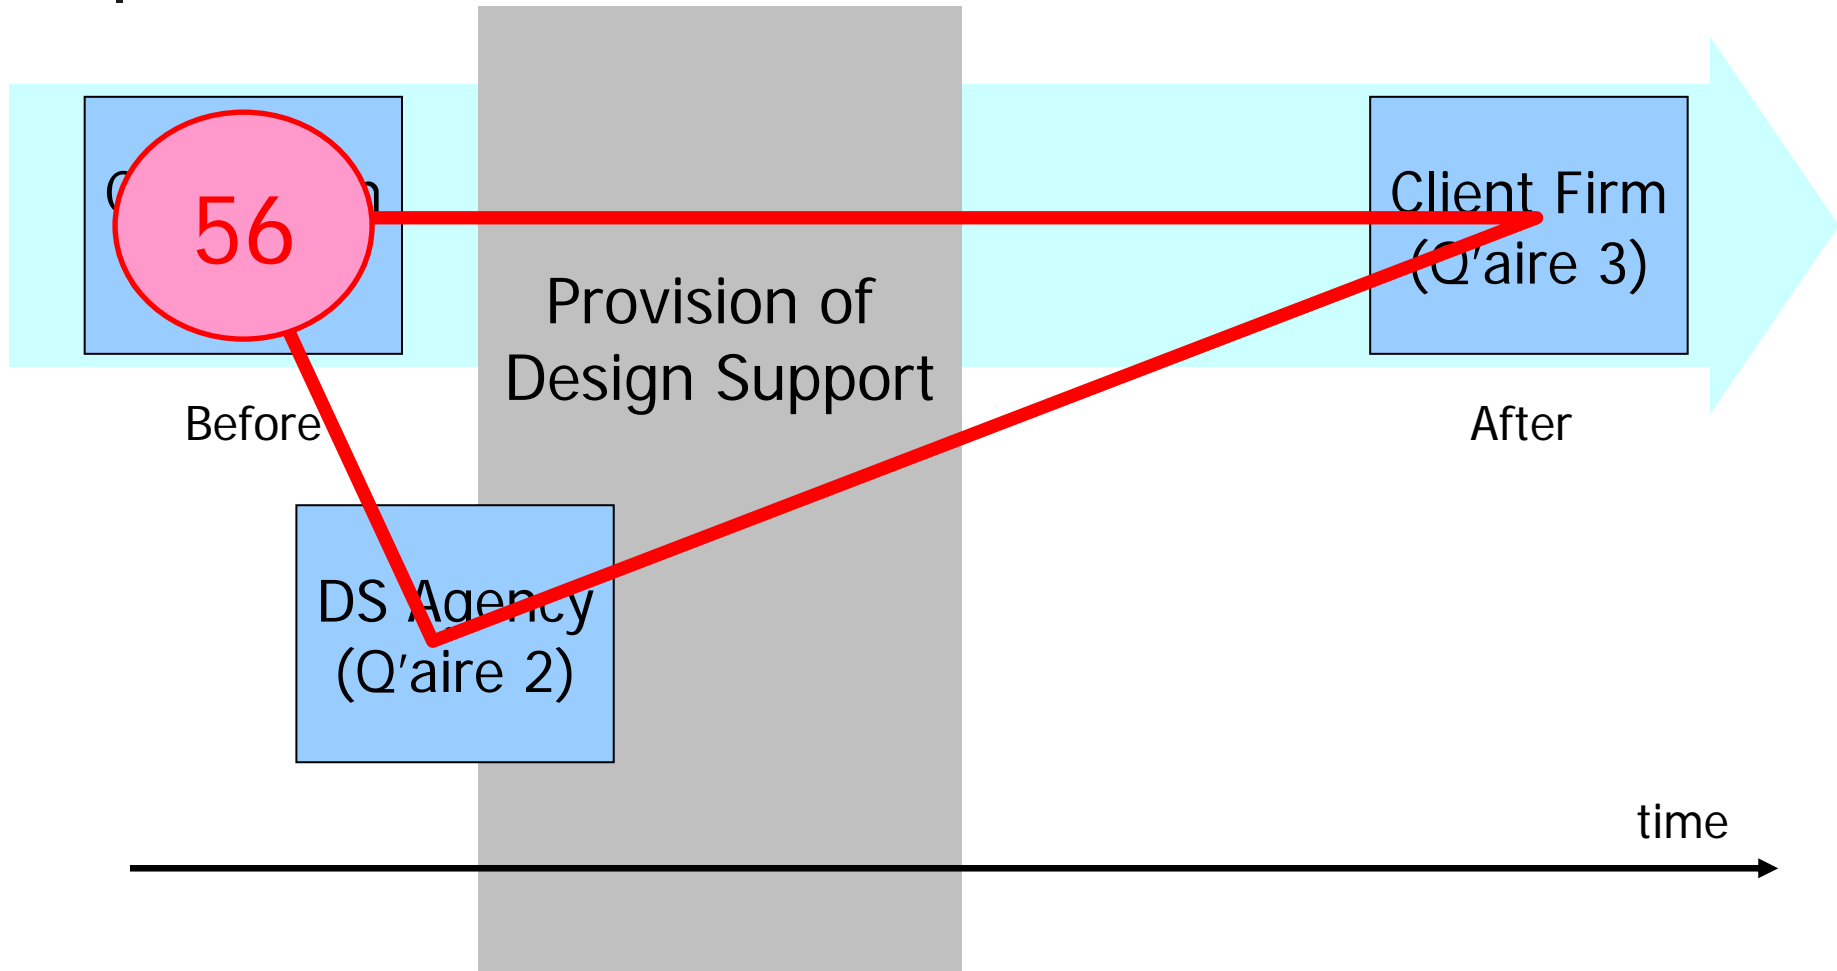 56
Client Firm
(Q'aire 3)
Provision of
Design Support
Before
After
DS Agency
(Q'aire 2)
time